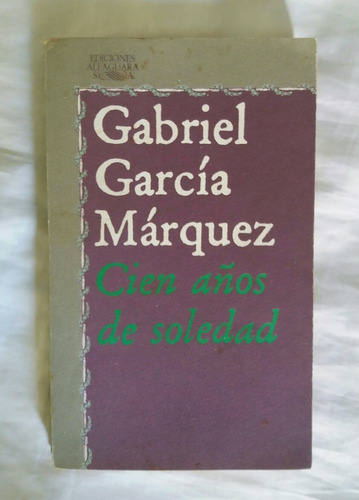 EDICIONES
ALFAGUARA
S.A.
Gabriel
García
Márquez
Cien años
de soledad